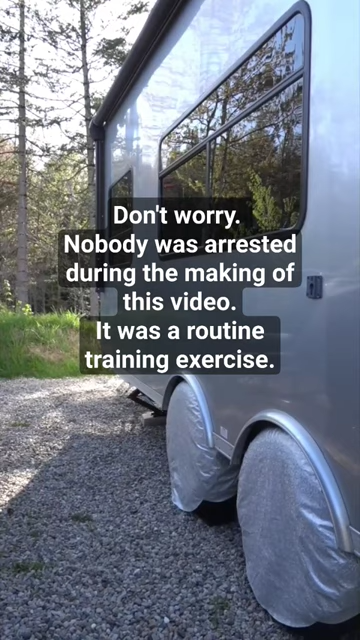 Don't worry.
Nobody was arrested
during the making of
this video.
It was a routine
training exercise.